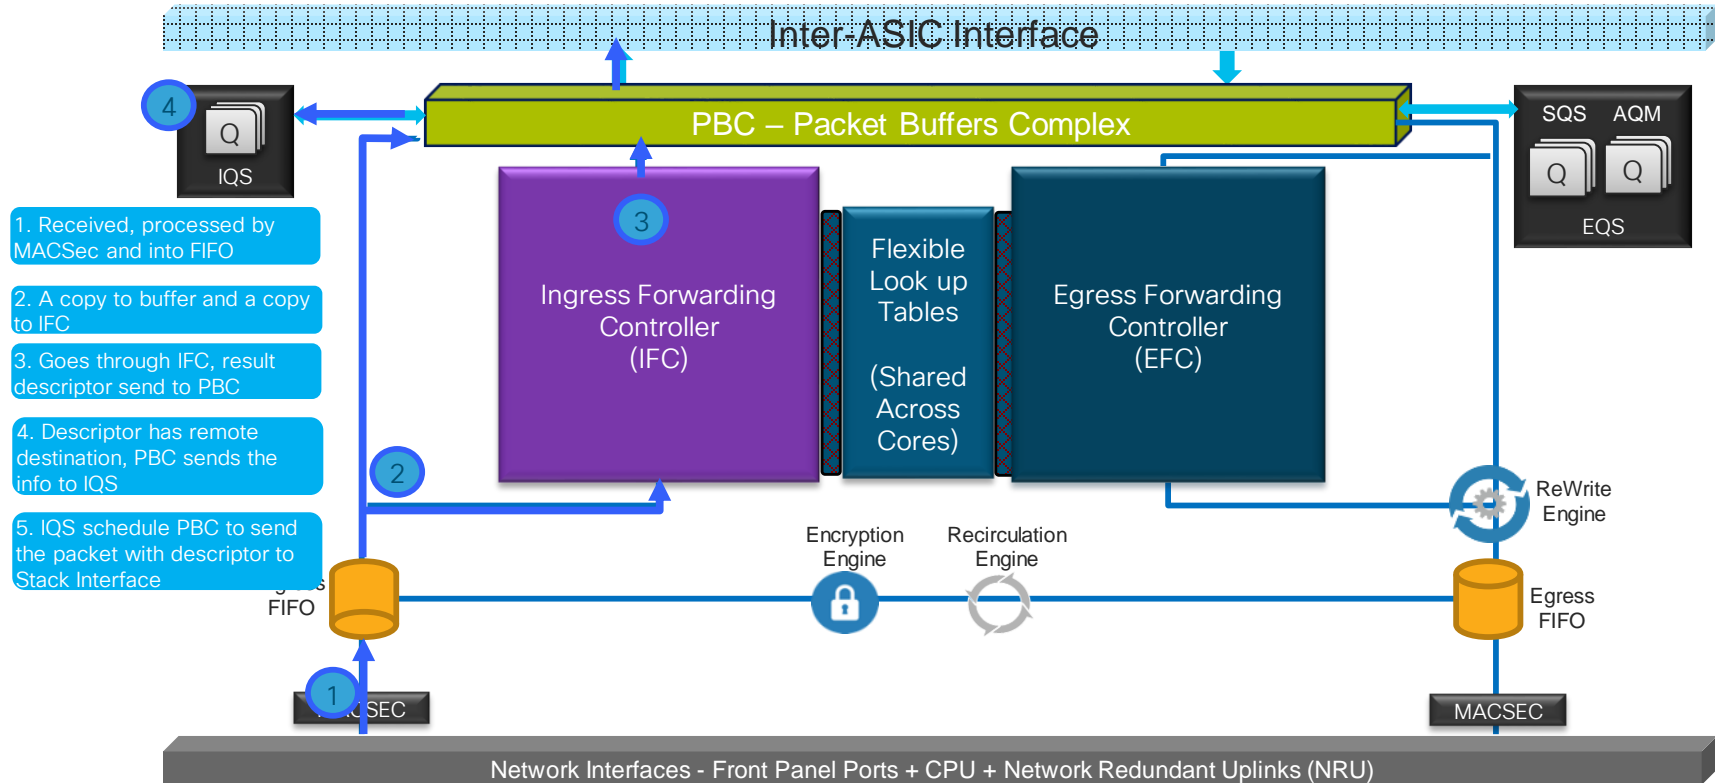 Inter-ASIC Interface
4
Q
IQS
PBC – Packet Buffers Complex
SQS AQM
Q Q
EQS
1. Received, processed by
MACSec and into FIFO
2. A copy to buffer and a copy
to IFC
3. Goes through IFC, result
descriptor send to PBC
4. Descriptor has remote
destination, PBC sends the
info to IQS
5. IQS schedule PBC to send
the packet with descriptor to
Stack Interface
3
Ingress Forwarding
Controller
(IFC)
Flexible
Look up
Tables
(Shared
Across
Cores)
Egress Forwarding
Controller
(EFC)
2
ReWrite
Engine
Encryption
Engine
Recirculation
Engine
FIFO
Egress
FIFO
1
MACSEC
Network Interfaces - Front Panel Ports + CPU + Network Redundant Uplinks (NRU)